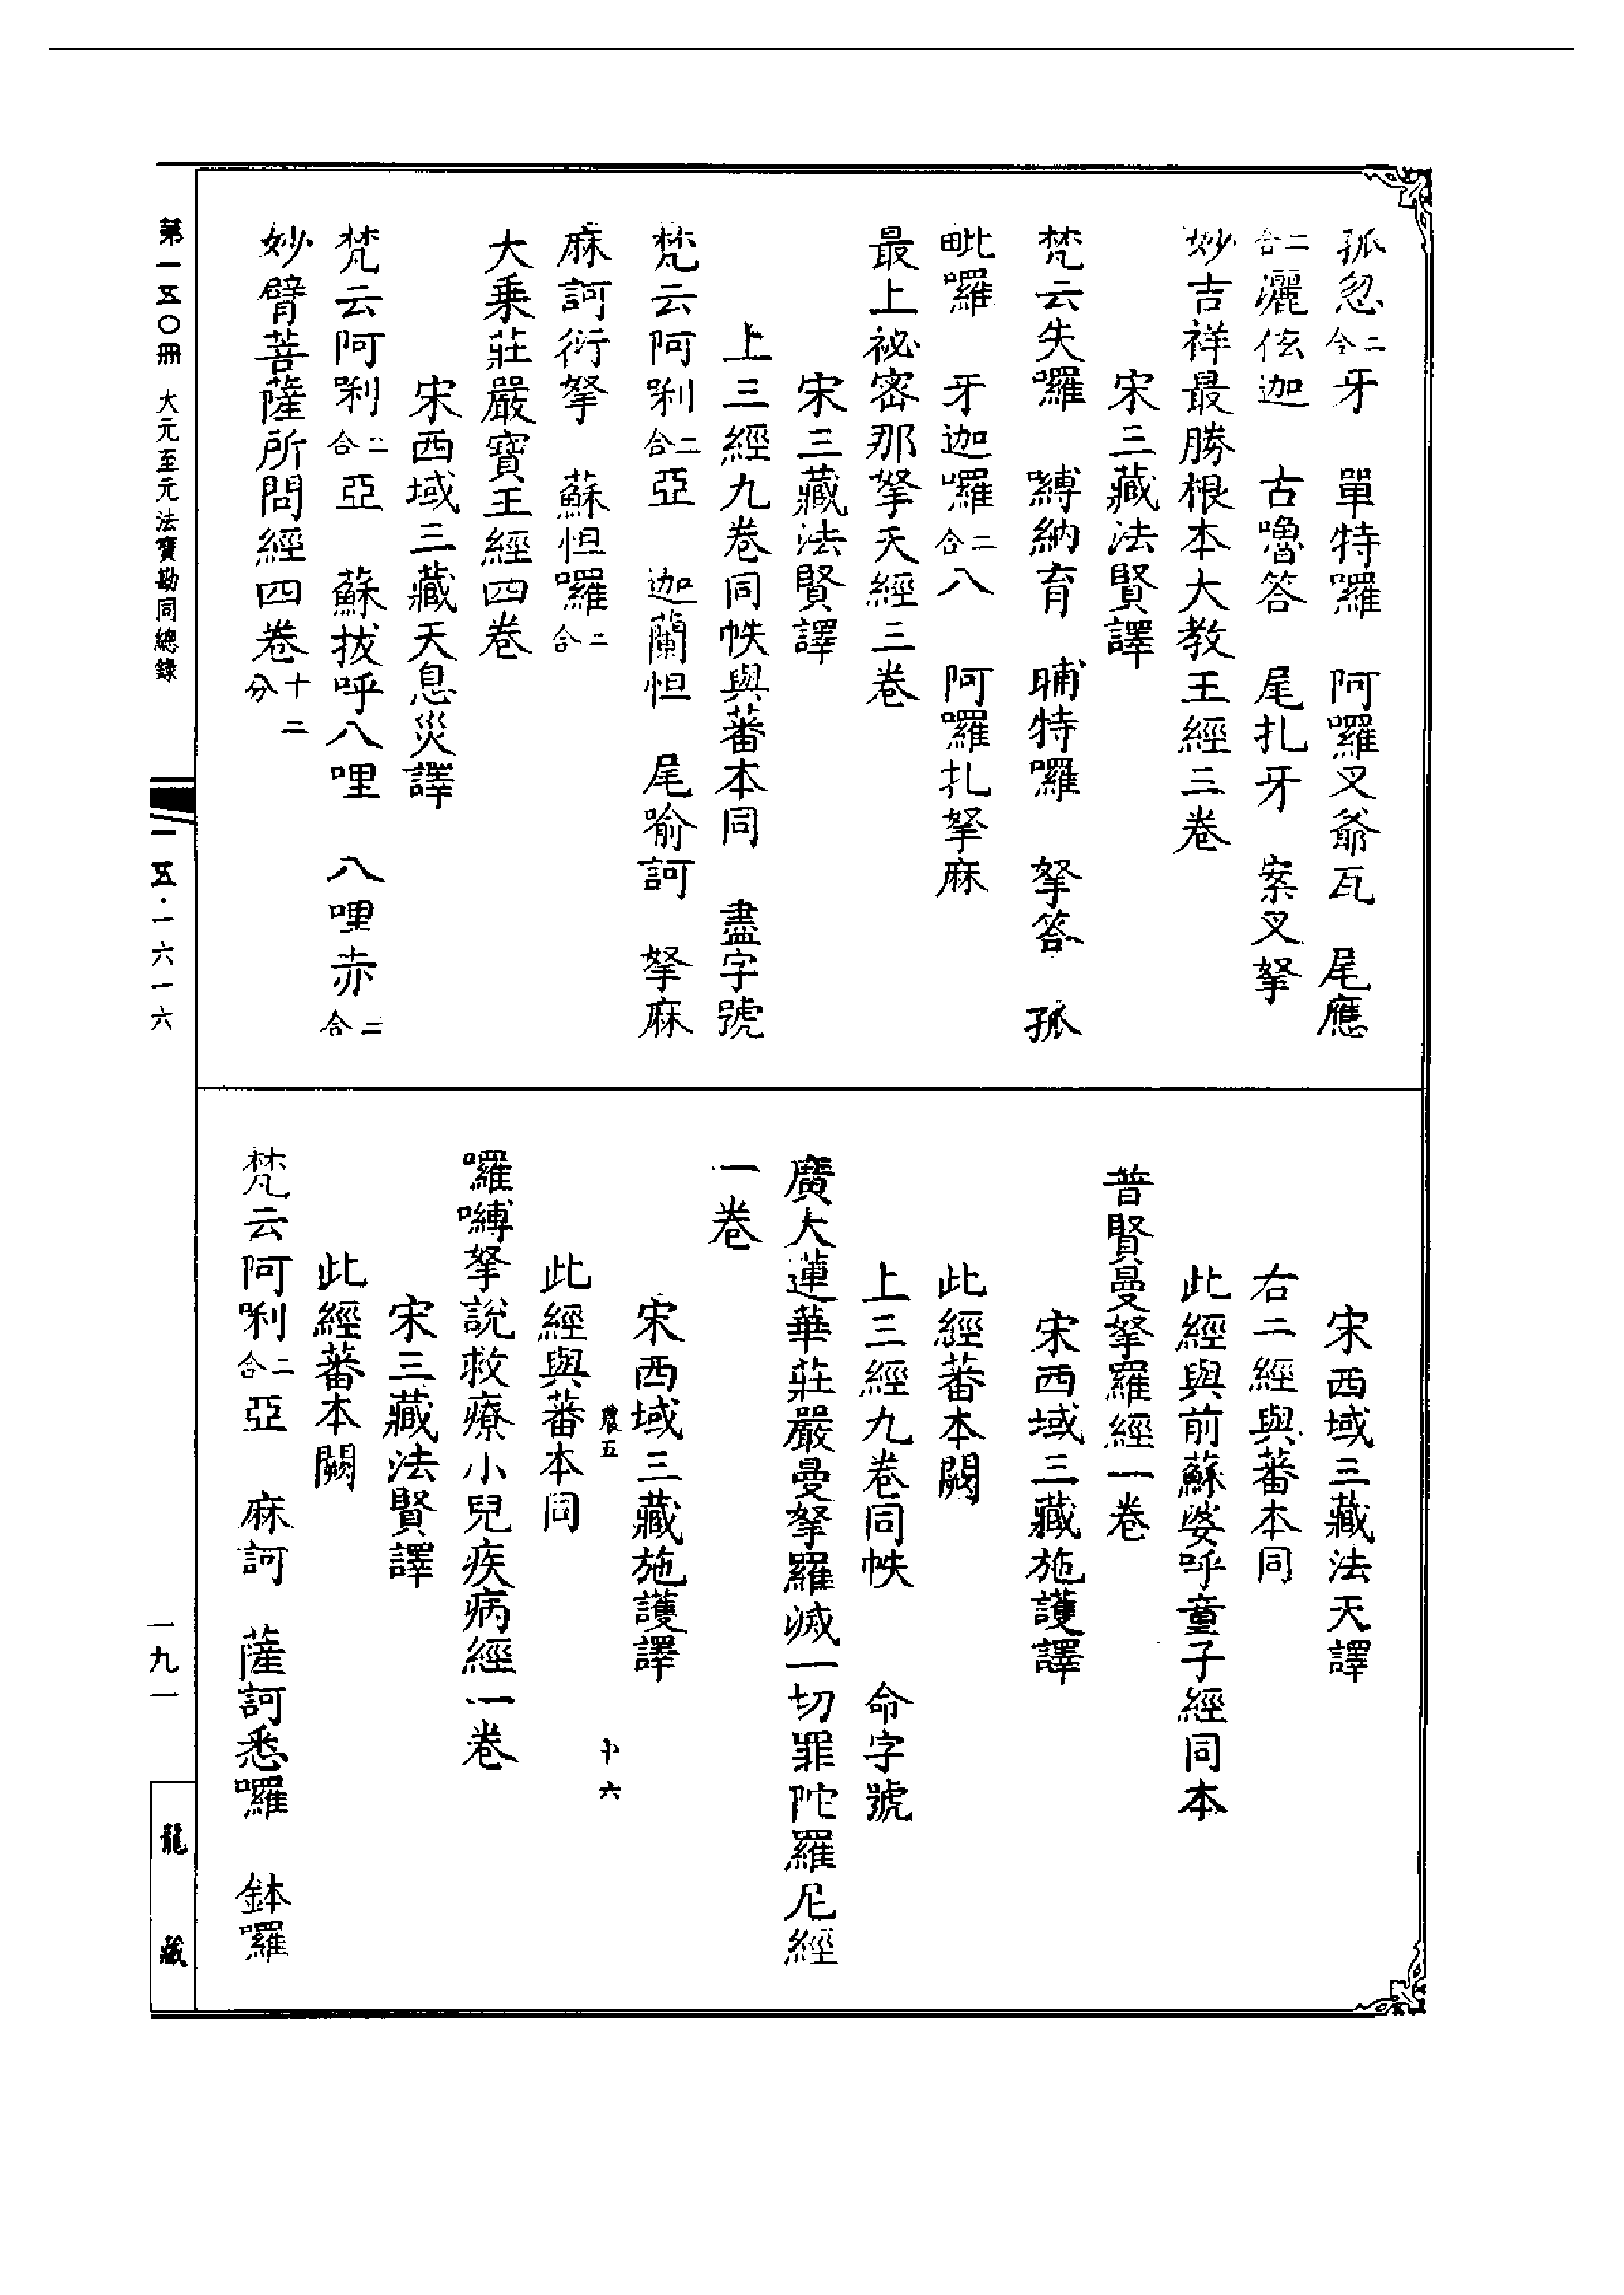 孤忽二合牙　單特囉　阿囉叉爺瓦　尾應
二合灑伭迦　古嚕答　尾扎牙　案叉拏
妙吉祥最勝根本大教王經三卷
宋三藏法賢譯
梵云失囉　縛納育　晡特囉　拏答　孤
毗囉　牙迦囉二合八　阿囉扎拏麻
最上祕密那拏天經三卷
宋三藏法賢譯
上三經九卷同帙與蕃本同　盡字號
梵云阿唎二合亞　迦蘭怛　尾喻訶　拏麻
麻訶衍拏　蘇怛囉二合
大乘莊嚴寶王經四卷
宋西域三藏天息災譯
梵云阿唎二合亞　蘇拔呼八哩　八哩赤二合
妙臂菩薩所問經四卷十二分
宋西域三藏法天譯
右二經與蕃本同
此經與前蘇婆呼童子經同本
普賢曼拏羅經一卷
宋西域三藏施護譯
此經蕃本闕
上三經九卷同帙　命字號
廣大蓮華莊嚴曼拏羅滅一切罪陀羅尼經
一卷
宋西域三藏施護譯
農五　十六
此經與蕃本同
囉嚩拏說救療小兒疾病經一卷
宋三藏法賢譯
此經蕃本闕
梵云阿唎二合亞　麻訶　薩訶悉囉　鉢囉
第一五〇冊　大元至元法寶勘同總錄
一五·一六一六
一九一
龍藏